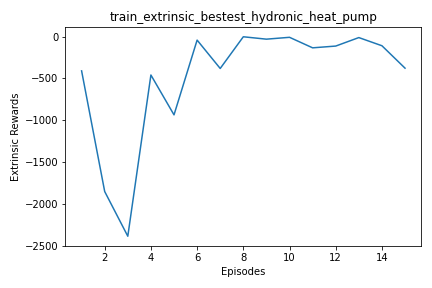 train_extrinsic_bestest_hydronic_heat_pump
0
−500
−1000
−1500
−2000
−2500
Extrinsic Rewards
2 4 6 8 10 12 14
Episodes